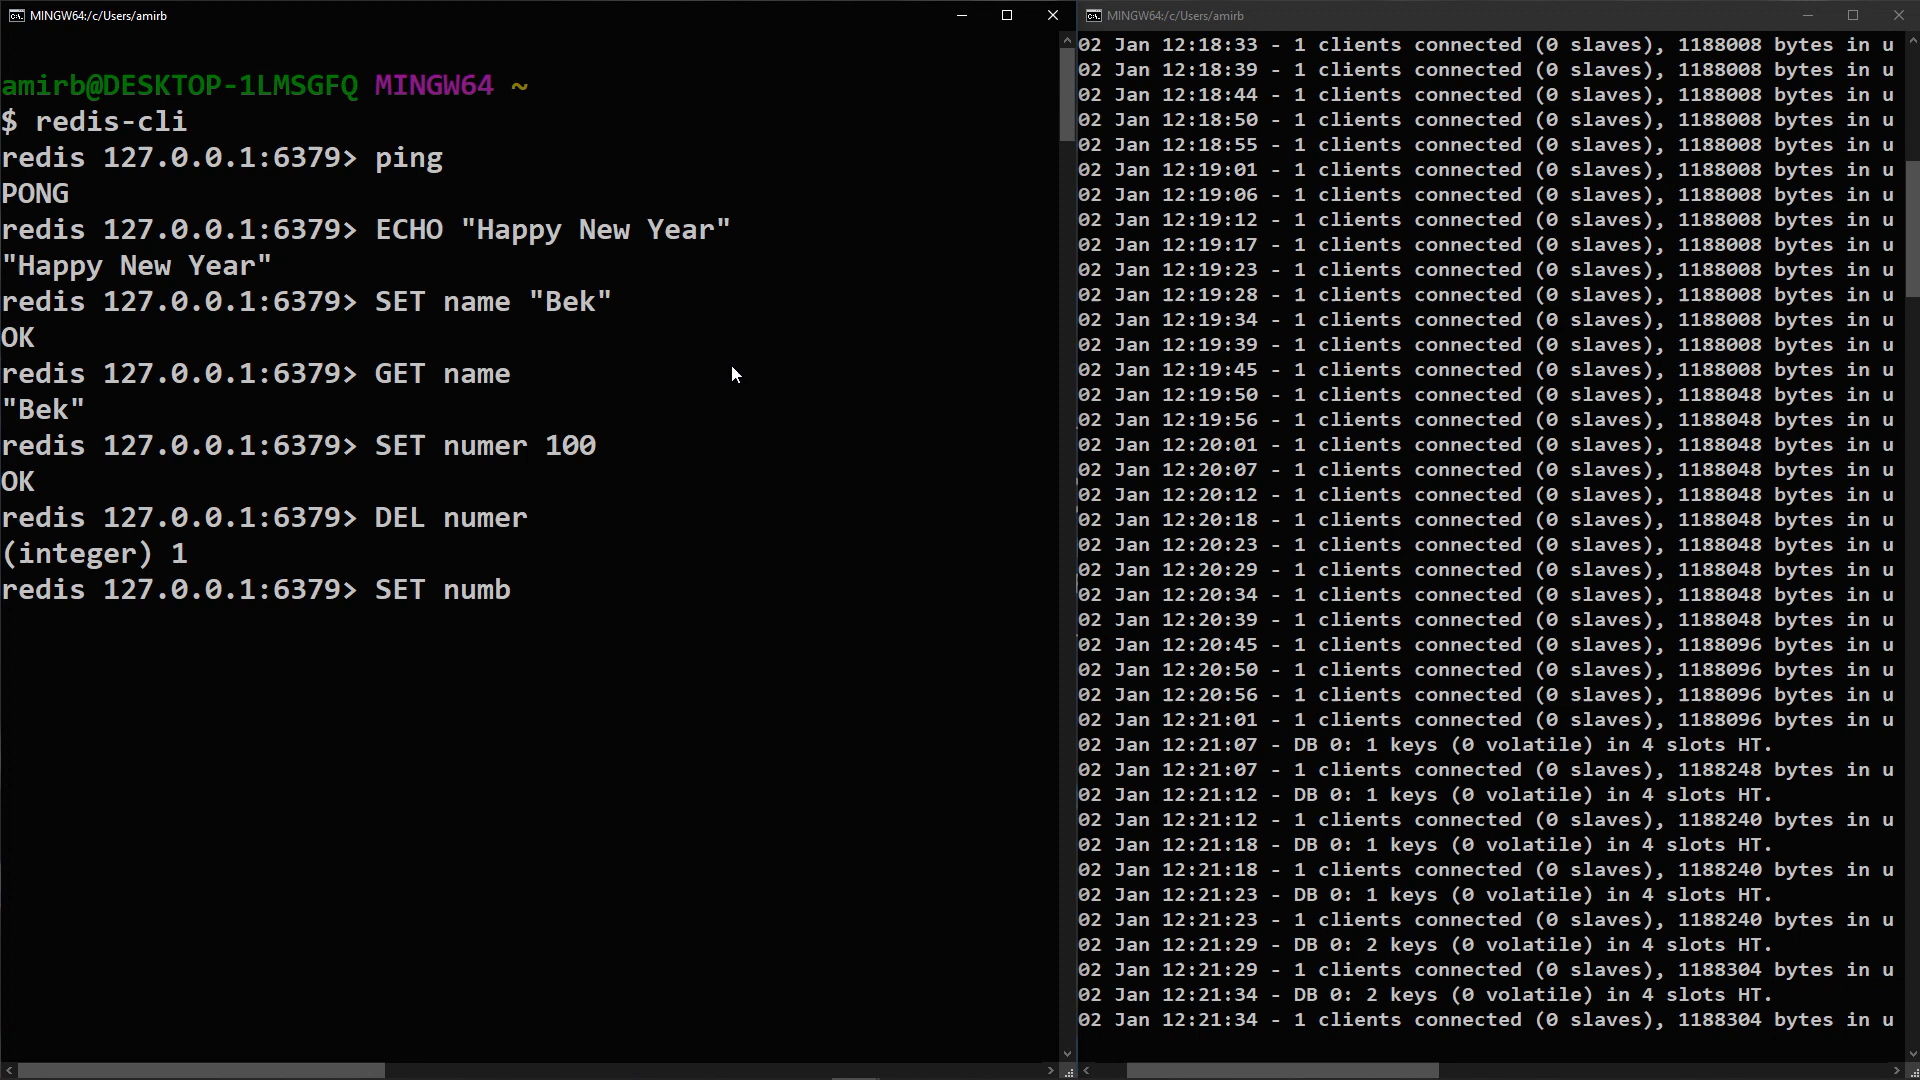 MINGW64:/c/Users/amirb
amirb@DESKTOP-1LMSGFQ MINGW64 ~
$ redis-cli
redis 127.0.0.1:6379> ping
PONG
redis 127.0.0.1:6379> ECHO "Happy New Year"
"Happy New Year"
redis 127.0.0.1:6379> SET name "Bek"
OK
redis 127.0.0.1:6379> GET name
"Bek"
redis 127.0.0.1:6379> SET numer 100
OK
redis 127.0.0.1:6379> DEL numer
(integer) 1
redis 127.0.0.1:6379> SET numb
MINGW64:/c/Users/amirb
02 Jan 12:18:33 - 1 clients connected (0 slaves), 1188008 bytes in u
02 Jan 12:18:39 - 1 clients connected (0 slaves), 1188008 bytes in u
02 Jan 12:18:44 - 1 clients connected (0 slaves), 1188008 bytes in u
02 Jan 12:18:50 - 1 clients connected (0 slaves), 1188008 bytes in u
02 Jan 12:18:55 - 1 clients connected (0 slaves), 1188008 bytes in u
02 Jan 12:19:01 - 1 clients connected (0 slaves), 1188008 bytes in u
02 Jan 12:19:06 - 1 clients connected (0 slaves), 1188008 bytes in u
02 Jan 12:19:12 - 1 clients connected (0 slaves), 1188008 bytes in u
02 Jan 12:19:17 - 1 clients connected (0 slaves), 1188008 bytes in u
02 Jan 12:19:23 - 1 clients connected (0 slaves), 1188008 bytes in u
02 Jan 12:19:28 - 1 clients connected (0 slaves), 1188008 bytes in u
02 Jan 12:19:34 - 1 clients connected (0 slaves), 1188008 bytes in u
02 Jan 12:19:39 - 1 clients connected (0 slaves), 1188008 bytes in u
02 Jan 12:19:45 - 1 clients connected (0 slaves), 1188008 bytes in u
02 Jan 12:19:50 - 1 clients connected (0 slaves), 1188048 bytes in u
02 Jan 12:19:56 - 1 clients connected (0 slaves), 1188048 bytes in u
02 Jan 12:20:01 - 1 clients connected (0 slaves), 1188048 bytes in u
02 Jan 12:20:07 - 1 clients connected (0 slaves), 1188048 bytes in u
02 Jan 12:20:12 - 1 clients connected (0 slaves), 1188048 bytes in u
02 Jan 12:20:18 - 1 clients connected (0 slaves), 1188048 bytes in u
02 Jan 12:20:23 - 1 clients connected (0 slaves), 1188048 bytes in u
02 Jan 12:20:29 - 1 clients connected (0 slaves), 1188048 bytes in u
02 Jan 12:20:34 - 1 clients connected (0 slaves), 1188048 bytes in u
02 Jan 12:20:39 - 1 clients connected (0 slaves), 1188048 bytes in u
02 Jan 12:20:45 - 1 clients connected (0 slaves), 1188096 bytes in u
02 Jan 12:20:50 - 1 clients connected (0 slaves), 1188096 bytes in u
02 Jan 12:20:56 - 1 clients connected (0 slaves), 1188096 bytes in u
02 Jan 12:21:01 - 1 clients connected (0 slaves), 1188096 bytes in u
02 Jan 12:21:07 - DB 0: 1 keys (0 volatile) in 4 slots HT.
02 Jan 12:21:07 - 1 clients connected (0 slaves), 1188248 bytes in u
02 Jan 12:21:12 - DB 0: 1 keys (0 volatile) in 4 slots HT.
02 Jan 12:21:12 - 1 clients connected (0 slaves), 1188240 bytes in u
02 Jan 12:21:18 - DB 0: 1 keys (0 volatile) in 4 slots HT.
02 Jan 12:21:18 - 1 clients connected (0 slaves), 1188240 bytes in u
02 Jan 12:21:23 - DB 0: 1 keys (0 volatile) in 4 slots HT.
02 Jan 12:21:23 - 1 clients connected (0 slaves), 1188240 bytes in u
02 Jan 12:21:29 - DB 0: 2 keys (0 volatile) in 4 slots HT.
02 Jan 12:21:29 - 1 clients connected (0 slaves), 1188304 bytes in u
02 Jan 12:21:34 - DB 0: 2 keys (0 volatile) in 4 slots HT.
02 Jan 12:21:34 - 1 clients connected (0 slaves), 1188304 bytes in u